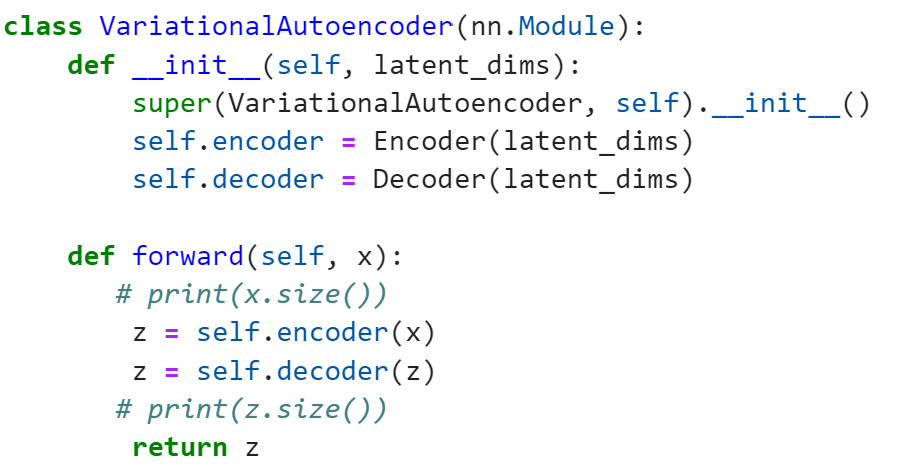 class VariationalAutoencoder(nn.Module):
    def __init__(self, latent_dims):
        super(VariationalAutoencoder, self).__init__()
        self.encoder = Encoder(latent_dims)
        self.decoder = Decoder(latent_dims)

    def forward(self, x):
       # print(x.size())
        z = self.encoder(x)
        z = self.decoder(z)
       # print(z.size())
        return z